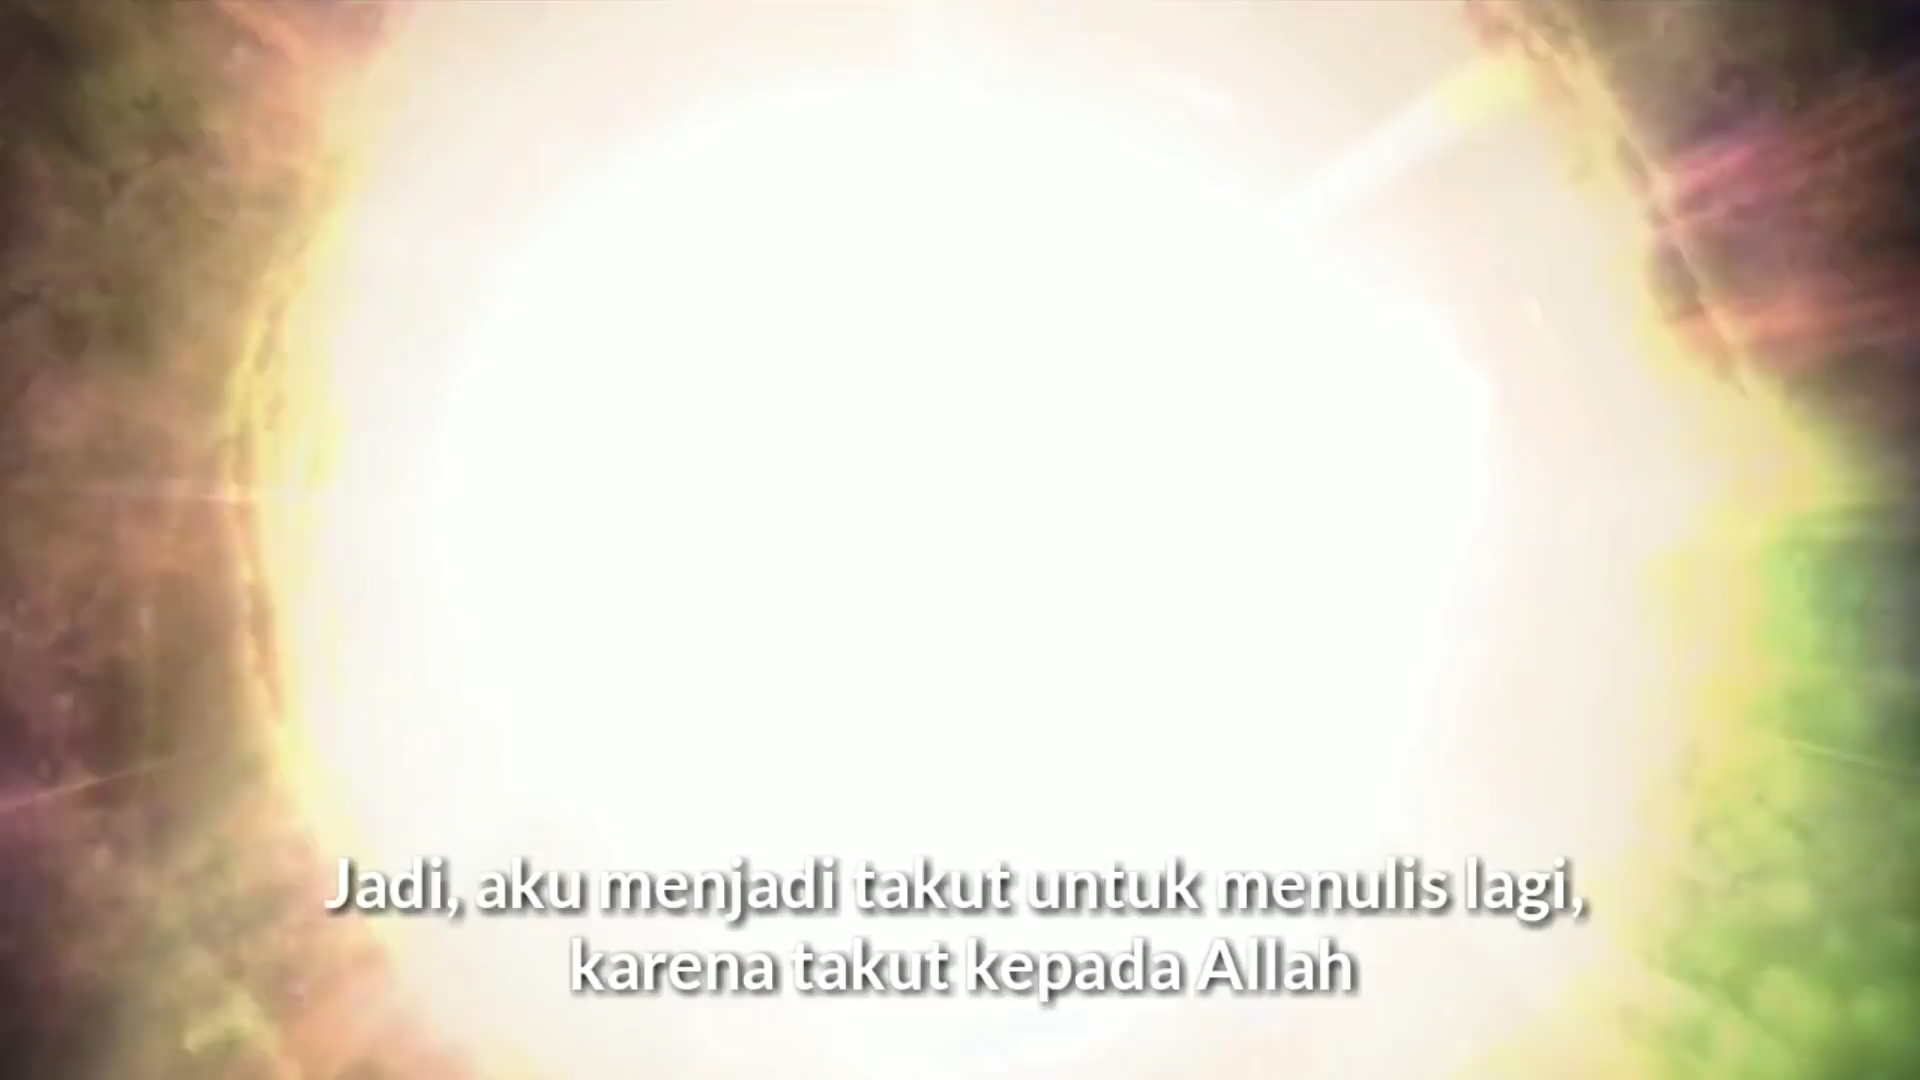 Jadi, aku menjadi takut untuk menulis lagi,
karena takut kepada Allah